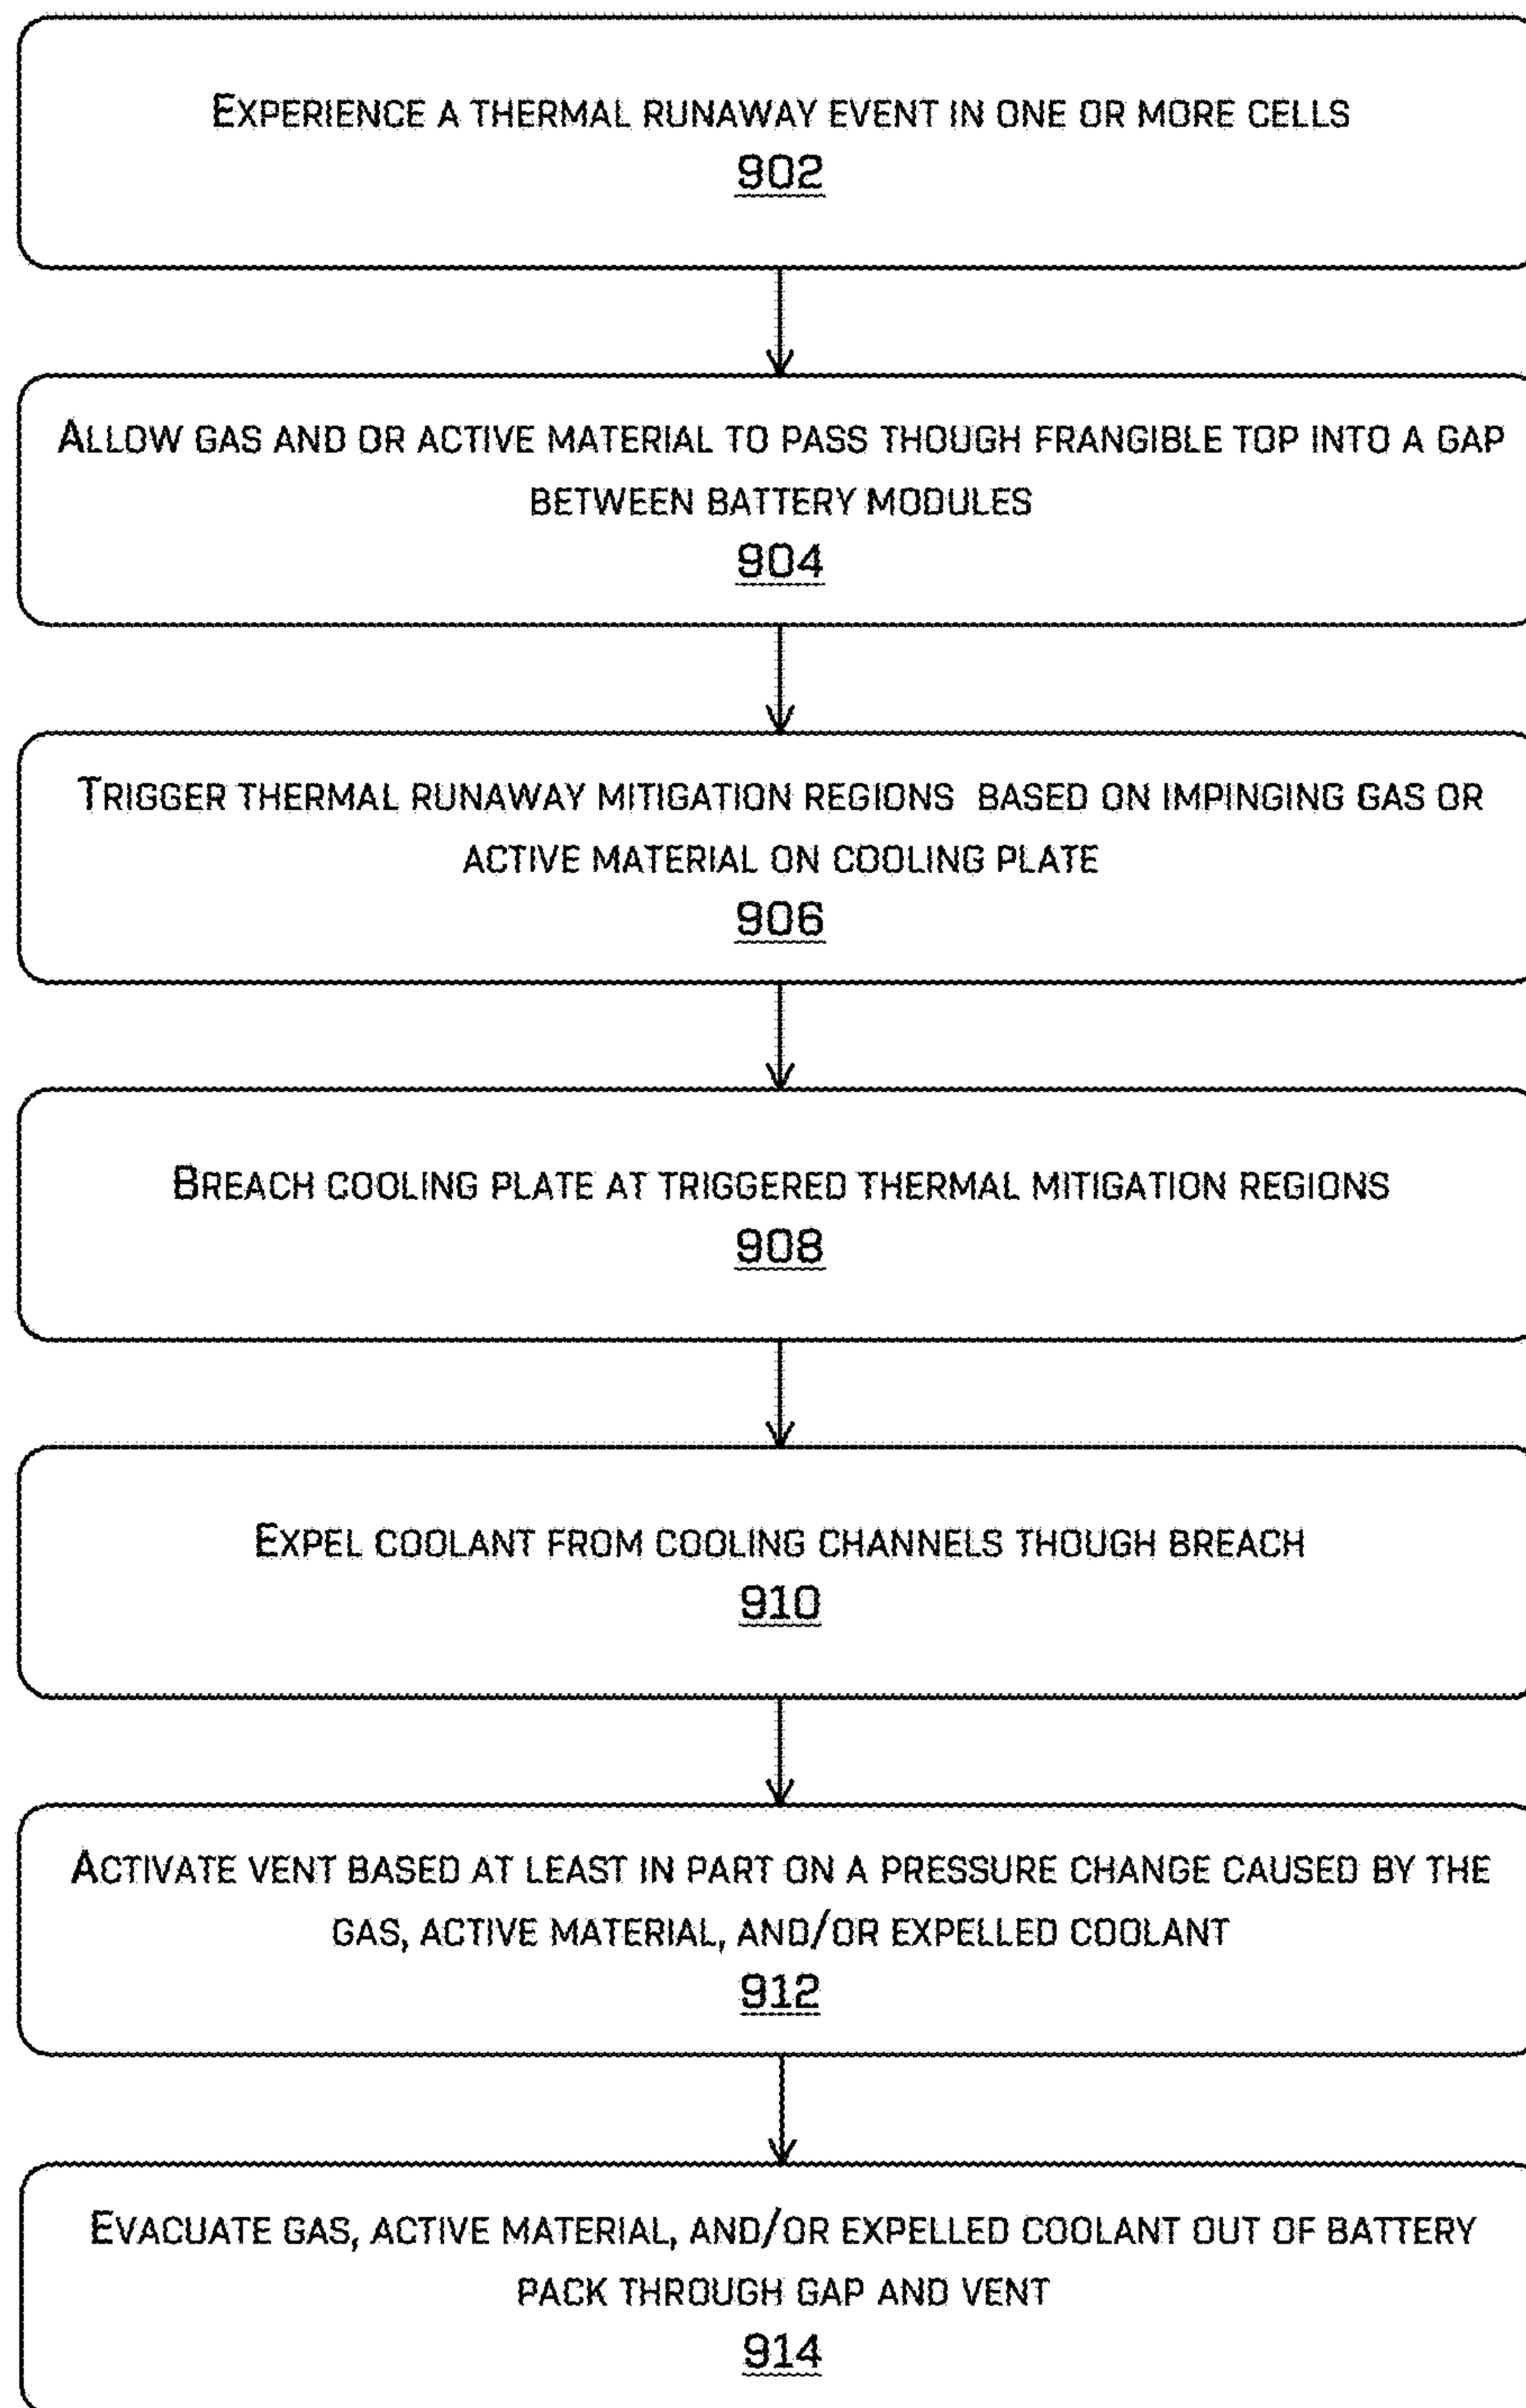 EXPERIENCE A THERMAL RUNAWAY EVENT IN ONE OR MORE CELLS
902
ALLOW GAS AND OR ACTIVE MATERIAL TO PASS THOUGH FRANGIBLE TOP INTO A GAP
BETWEEN BATTERY MODULES
904
TRIGGER THERMAL RUNAWAY MITIGATION REGIONS BASED ON IMPINGING GAS OR
ACTIVE MATERIAL ON COOLING PLATE
906
BREACH COOLING PLATE AT TRIGGERED THERMAL MITIGATION REGIONS
908
EXPEL COOLANT FROM COOLING CHANNELS THOUGH BREACH
910
ACTIVATE VENT BASED AT LEAST IN PART ON A PRESSURE CHANGE CAUSED BY THE
GAS, ACTIVE MATERIAL, AND/OR EXPELLED COOLANT
912
EVACUATE GAS, ACTIVE MATERIAL, AND/OR EXPELLED COOLANT OUT OF BATTERY
PACK THROUGH GAP AND VENT
914